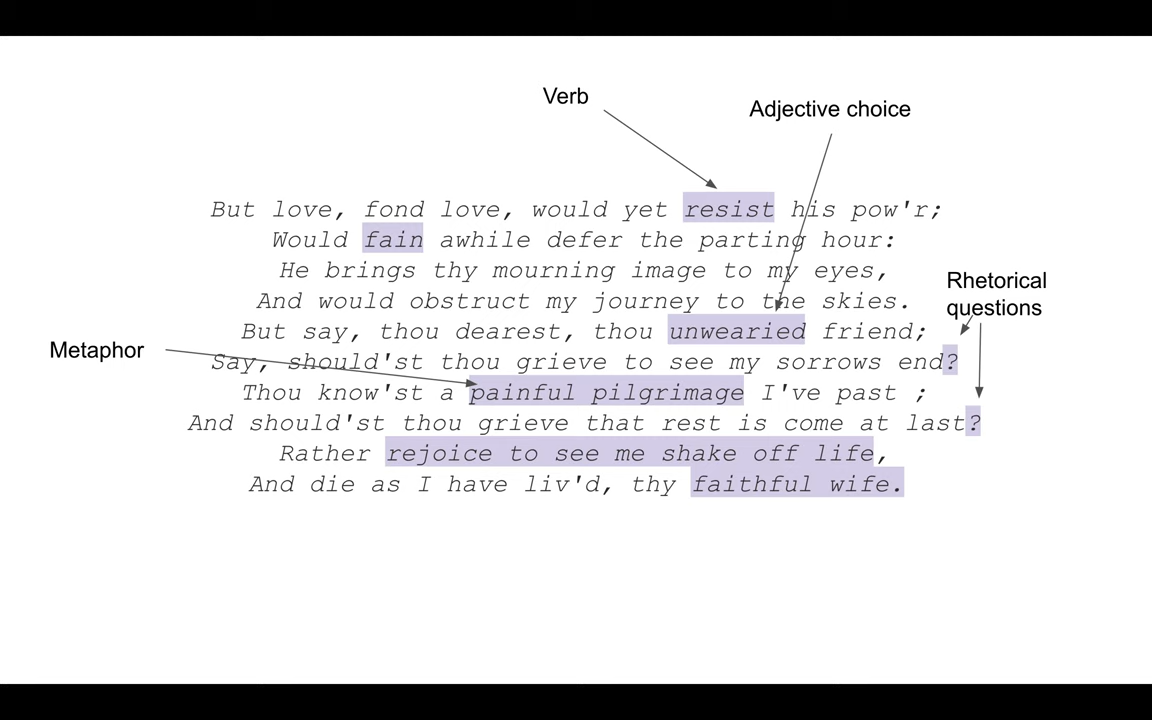 Verb
Adjective choice
But love, fond love, would yet resist his pow'r;
Would fain awhile defer the parting hour:
He brings thy mourning image to my eyes,
And would obstruct my journey to the skies.
Rhetorical
questions
But say, thou dearest, thou unwearied friend;
Metaphor
Say, should'st thou grieve to see my sorrows end?
Thou know'st a painful pilgrimage I've past ;
And should'st thou grieve that rest is come at last?
Rather rejoice to see me shake off life,
And die as I have liv'd, thy faithful wife.